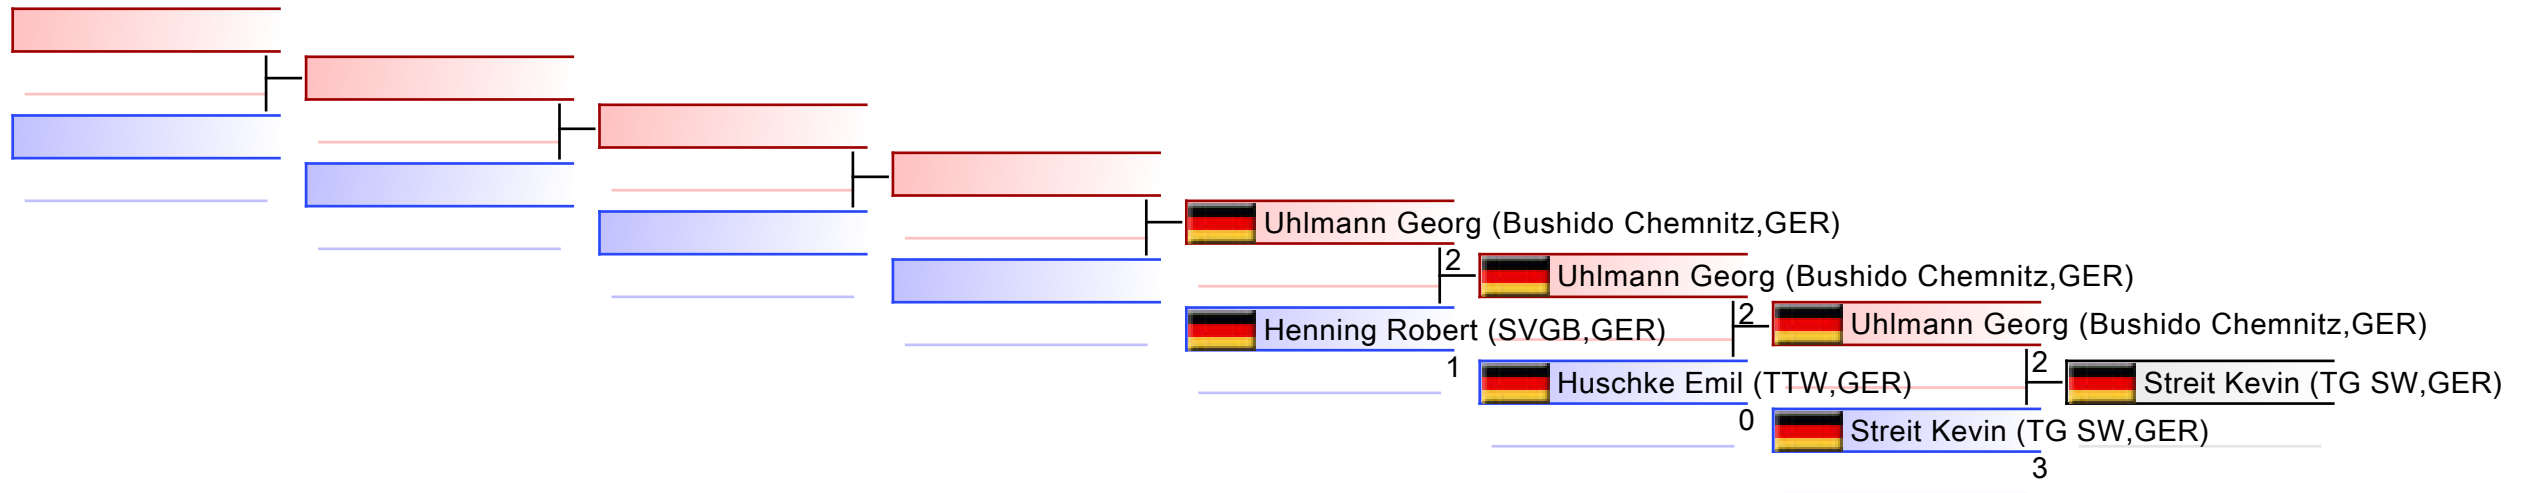 Uhlmann Georg (Bushido Chemnitz,GER)
2
Henning Robert (SVGB,GER)
1
Uhlmann Georg (Bushido Chemnitz,GER)
2
Huschke Emil (TTW,GER)
0
Uhlmann Georg (Bushido Chemnitz,GER)
2
Streit Kevin (TG SW,GER)
3
Streit Kevin (TG SW,GER)